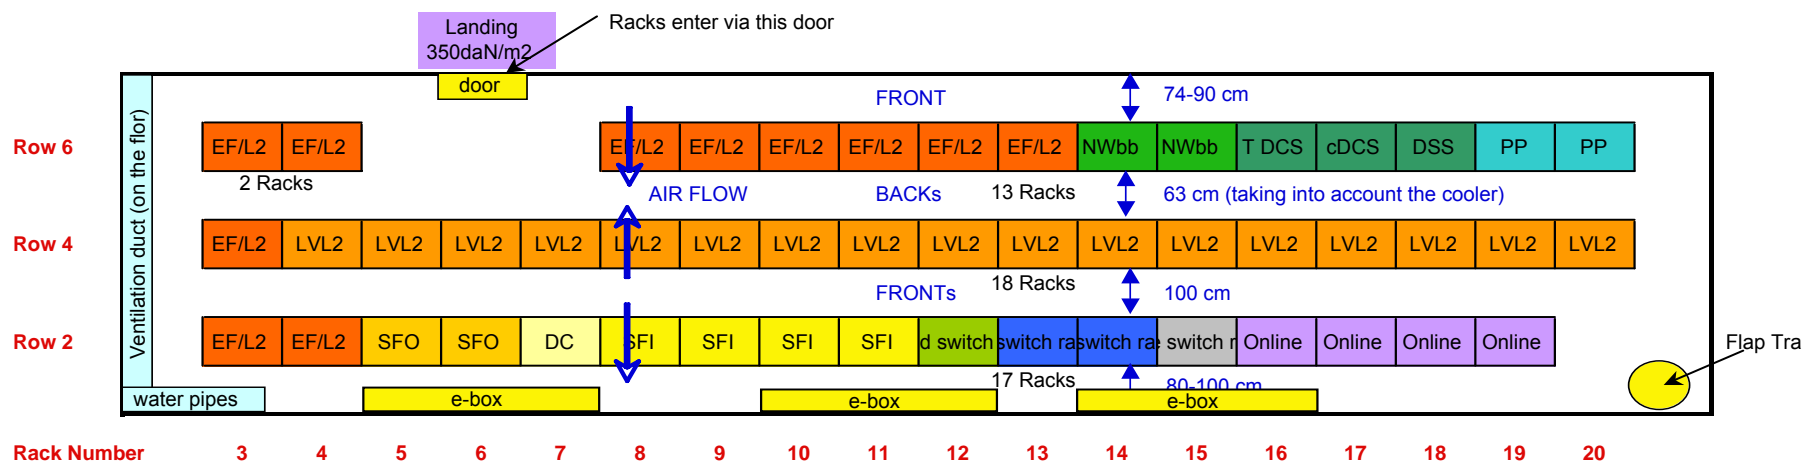 Landing
350daN/m2
Racks enter via this door
door
FRONT
74-90 cm
Ventilation duct (on the flor)
Row 6
EF/L2 EF/L2 EF/L2 EF/L2 EF/L2 EF/L2 EF/L2 EF/L2 NWbb NWbb T DCS cDCS DSS PP PP
2 Racks
AIR FLOW
BACKs
13 Racks
63 cm (taking into account the cooler)
Row 4
EF/L2 LVL2 LVL2 LVL2 LVL2 LVL2 LVL2 LVL2 LVL2 LVL2 LVL2 LVL2 LVL2 LVL2 LVL2 LVL2 LVL2 LVL2
18 Racks
FRONTs
100 cm
Row 2
EF/L2 EF/L2 SFO SFO DC SFI SFI SFI SFI d switch switch ra switch ra switch r Online Online Online Online
Flap Tra
17 Racks
80-100 cm
water pipes
e-box
e-box
e-box
Rack Number 3 4 5 6 7 8 9 10 11 12 13 14 15 16 17 18 19 20